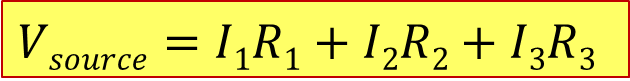 V_source = I_1R_1 + I_2R_2 + I_3R_3